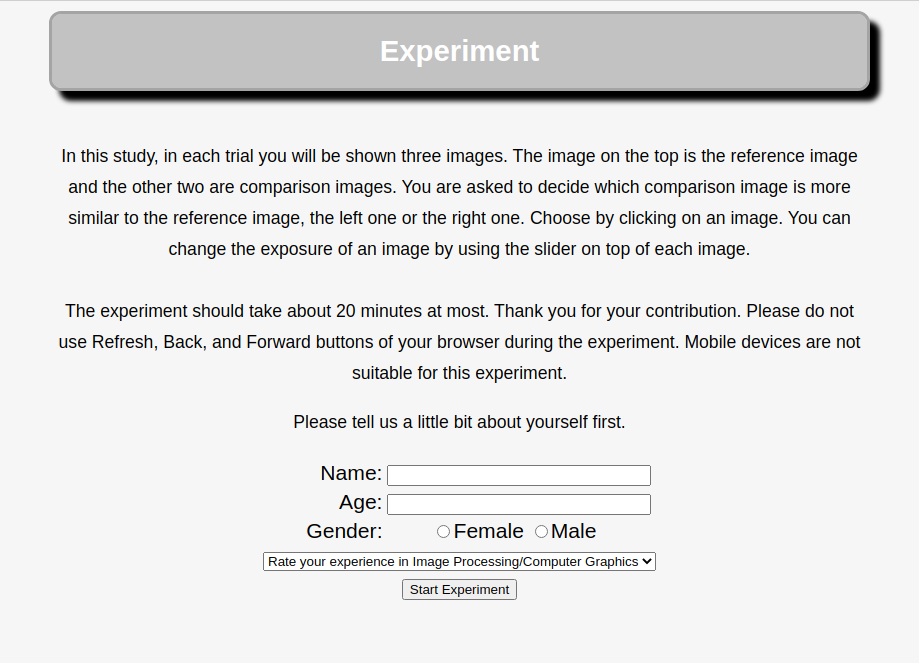 Experiment
In this study, in each trial you will be shown three images. The image on the top is the reference image
and the other two are comparison images. You are asked to decide which comparison image is more
similar to the reference image, the left one or the right one. Choose by clicking on an image. You can
change the exposure of an image by using the slider on top of each image.
The experiment should take about 20 minutes at most. Thank you for your contribution. Please do not
use Refresh, Back, and Forward buttons of your browser during the experiment. Mobile devices are not
suitable for this experiment.
Please tell us a little bit about yourself first.
Name:
Age:
Gender: Female Male
Rate your experience in Image Processing/Computer Graphics
Start Experiment